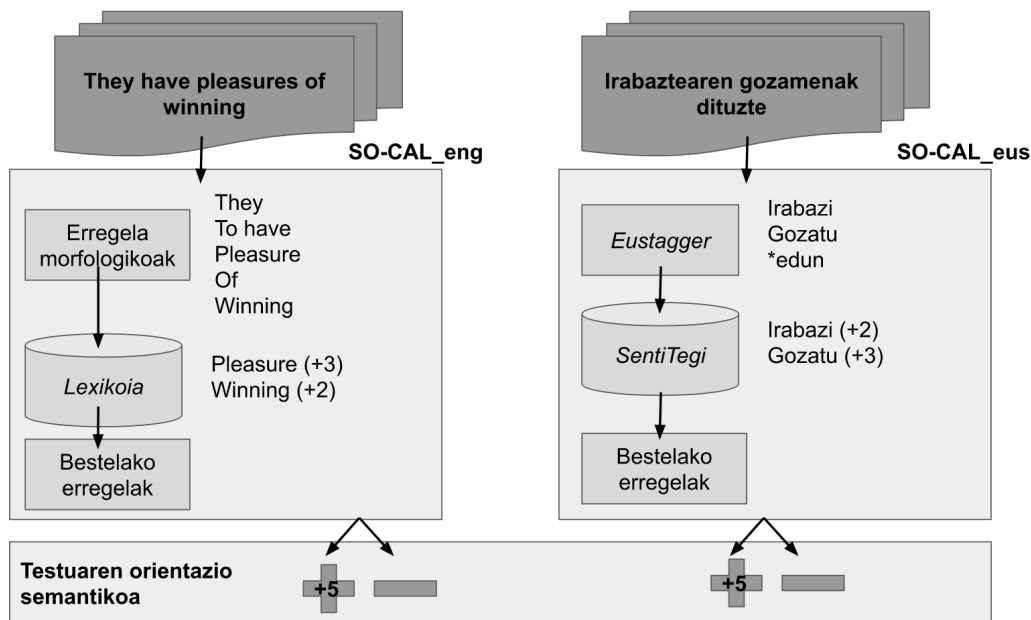 They have pleasures of
winning
SO-CAL_eng
Erregela
morfologikoak
They
To have
Pleasure
Of
Winning
Lexikoia
Pleasure (+3)
Winning (+2)
Bestelako
erregelak
Irabaztearen gozamenak
dituzte
SO-CAL_eus
Eustagger
Irabazi
Gozatu
*edun
SentiTegi
Irabazi (+2)
Gozatu (+3)
Bestelako
erregelak
Testuaren orientazio
semantikoa
+5
+5